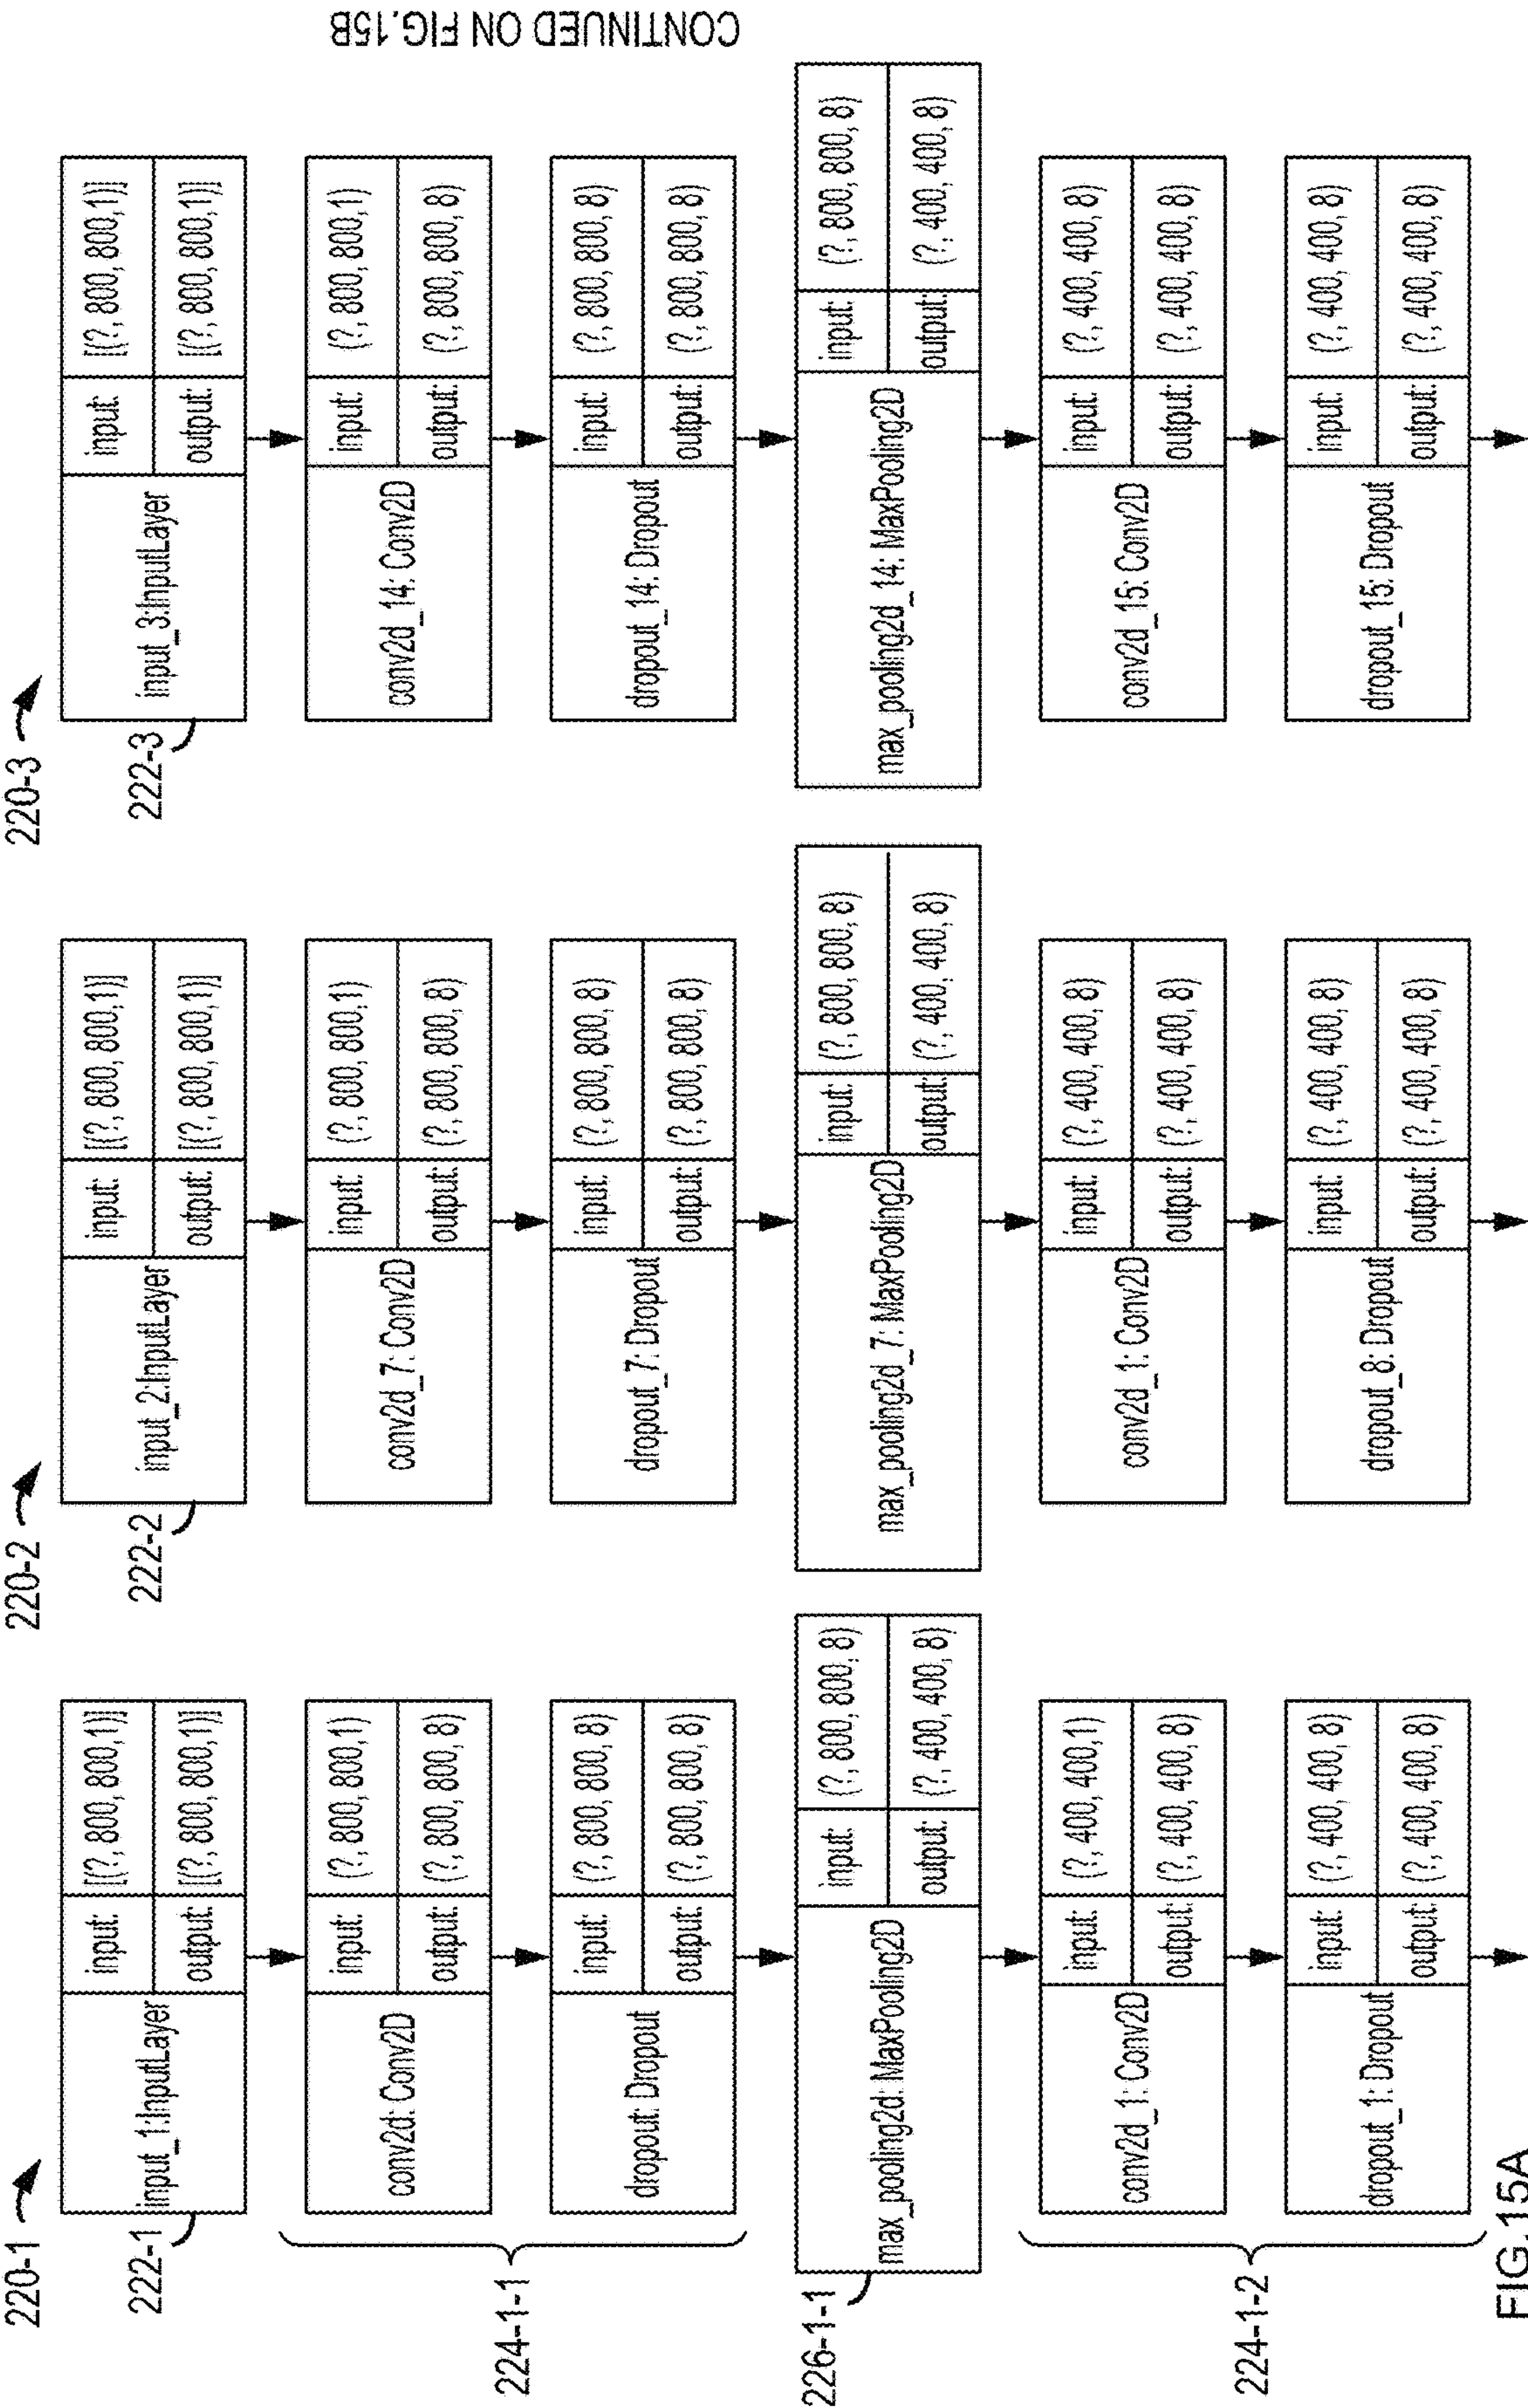 220-1
222-1
input_1:InputLayer
input:
[(?, 800, 800,1)]
output:
[(?, 800, 800,1)]
224-1-1
conv2d: Conv2D
input:
(?, 800, 800,1)
output:
(?, 800, 800, 8)
dropout: Dropout
input:
(?, 800, 800, 8)
output:
(?, 800, 800, 8)
226-1-1
max_pooling2d: MaxPooling2D
input:
(?, 800, 800, 8)
output:
(?, 400, 400, 8)
224-1-2
conv2d_1: Conv2D
input:
(?, 400, 400,1)
output:
(?, 400, 400, 8)
dropout_1: Dropout
input:
(?, 400, 400, 8)
output:
(?, 400, 400, 8)
220-2
222-2
input_2:InputLayer
input:
[(?, 800, 800,1)]
output:
[(?, 800, 800,1)]
conv2d_7: Conv2D
input:
(?, 800, 800,1)
output:
(?, 800, 800, 8)
dropout_7: Dropout
input:
(?, 800, 800, 8)
output:
(?, 800, 800, 8)
max_pooling2d_7: MaxPooling2D
input:
(?, 800, 800, 8)
output:
(?, 400, 400, 8)
conv2d_1: Conv2D
input:
(?, 400, 400, 8)
output:
(?, 400, 400, 8)
dropout_8: Dropout
input:
(?, 400, 400, 8)
output:
(?, 400, 400, 8)
220-3
222-3
input_3:InputLayer
input:
[(?, 800, 800,1)]
output:
[(?, 800, 800,1)]
conv2d_14: Conv2D
input:
(?, 800, 800,1)
output:
(?, 800, 800, 8)
dropout_14: Dropout
input:
(?, 800, 800, 8)
output:
(?, 800, 800, 8)
max_pooling2d_14: MaxPooling2D
input:
(?, 800, 800, 8)
output:
(?, 400, 400, 8)
conv2d_15: Conv2D
input:
(?, 400, 400, 8)
output:
(?, 400, 400, 8)
dropout_15: Dropout
input:
(?, 400, 400, 8)
output:
(?, 400, 400, 8)
CONTINUED ON FIG.15B
FIG.15A